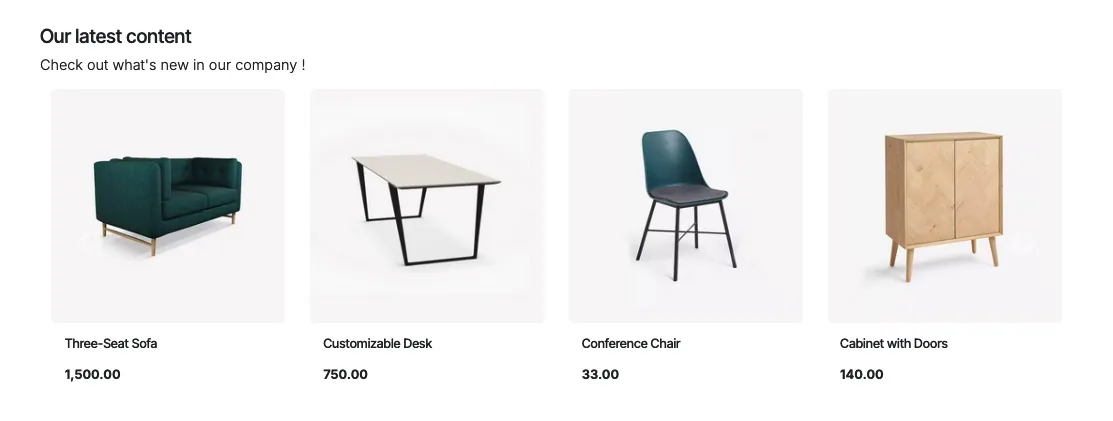 Our latest content
Check out what's new in our company !
Three-Seat Sofa
Customizable Desk
Conference Chair
Cabinet with Doors
1,500.00
750.00
33.00
140.00